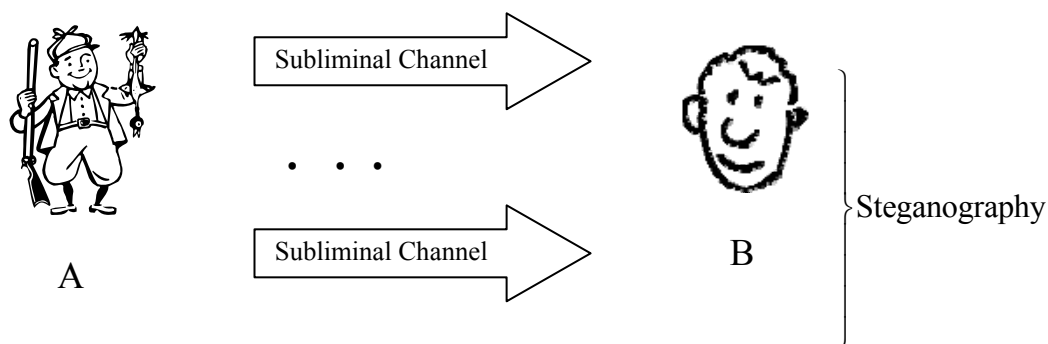 Subliminal Channel
. . .
Steganography
Subliminal Channel
B
A